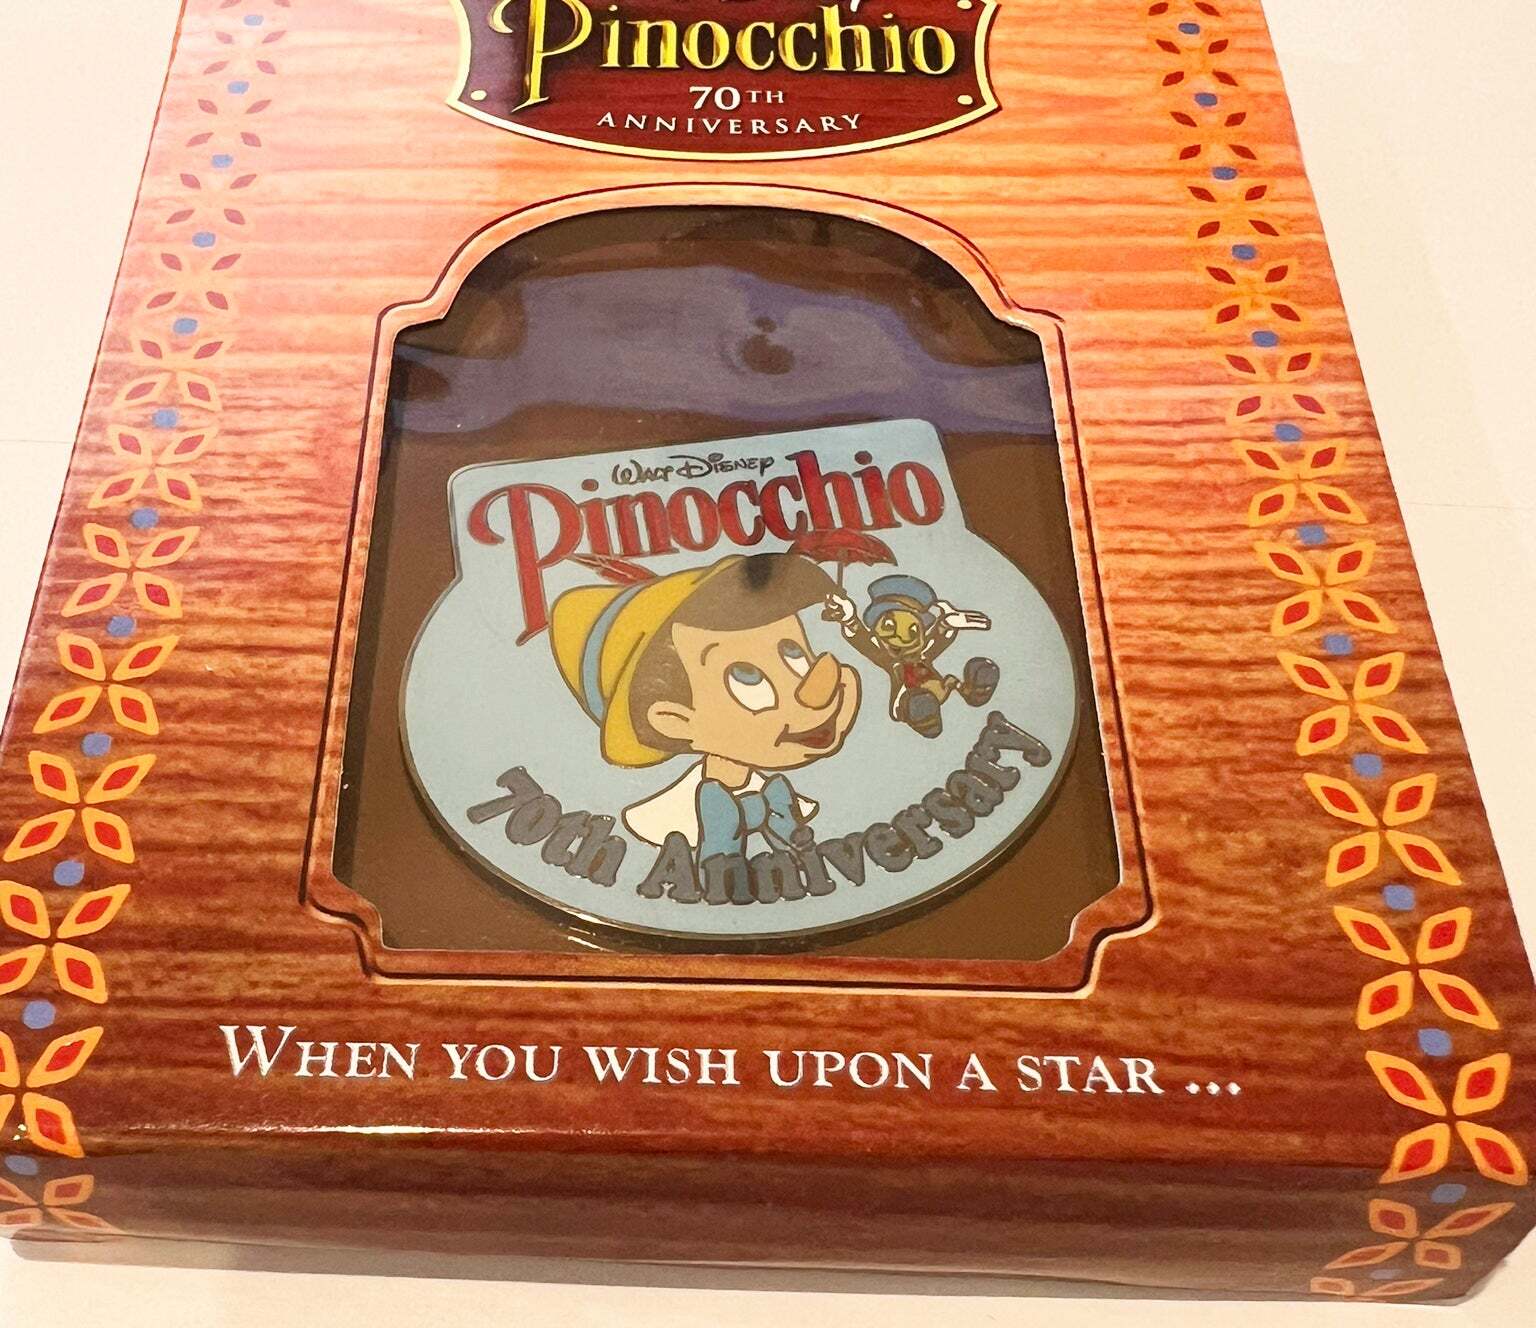 Pinocchio
70TH
ANNIVERSARY
WALT DISNEY
Pinocchio
70th Anniversary
WHEN YOU WISH UPON A STAR ...